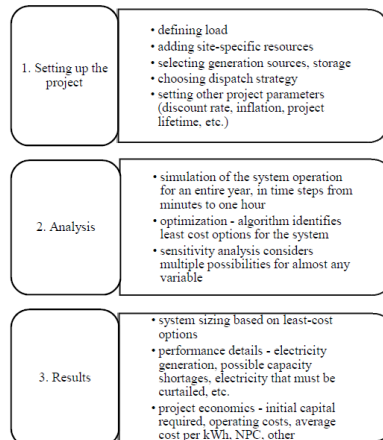 1. Setting up the
project
• defining load
• adding site-specific resources
• selecting generation sources, storage
• choosing dispatch strategy
• setting other project parameters
(discount rate, inflation, project
lifetime, etc.)
2. Analysis
• simulation of the system operation
for an entire year, in time steps from
minutes to one hour
• optimization - algorithm identifies
least cost options for the system
• sensitivity analysis considers
multiple possibilities for almost any
variable
3. Results
• system sizing based on least-cost
options
• performance details - electricity
generation, possible capacity
shortages, electricity that must be
curtailed, etc.
• project economics - initial capital
required, operating costs, average
cost per kWh, NPC, other